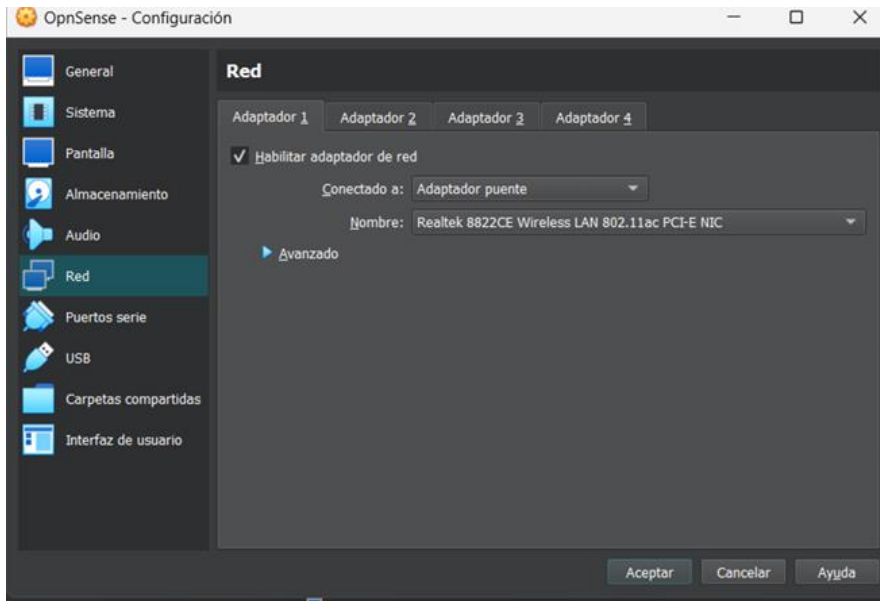 OpnSense - Configuración
General
Sistema
Pantalla
Almacenamiento
Audio
Red
Puertos serie
USB
Carpetas compartidas
Interfaz de usuario
Red
Adaptador 1 Adaptador 2 Adaptador 3 Adaptador 4
Habilitar adaptador de red
Conectado a: Adaptador puente
Nombre: Realtek 8822CE Wireless LAN 802.11ac PCI-E NIC
Avanzado
Aceptar Cancelar Ayuda